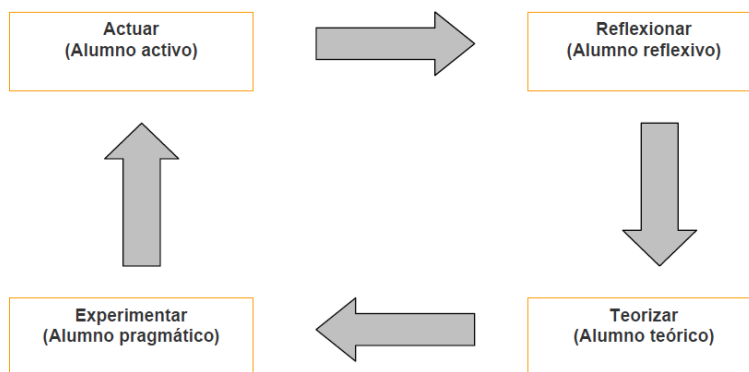 Actuar
(Alumno activo)
Reflexionar
(Alumno reflexivo)
Experimentar
(Alumno pragmático)
Teorizar
(Alumno teórico)